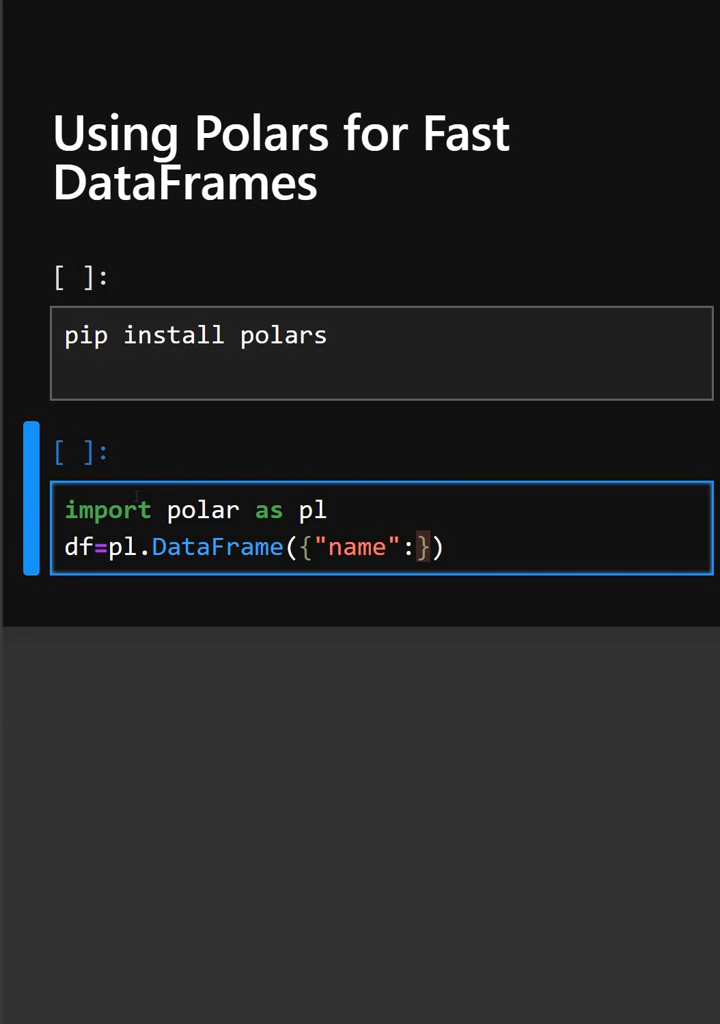 Using Polars for Fast
DataFrames
[ ]:
pip install polars
[ ]:
import polar as pl
df=pl.DataFrame({"name":})